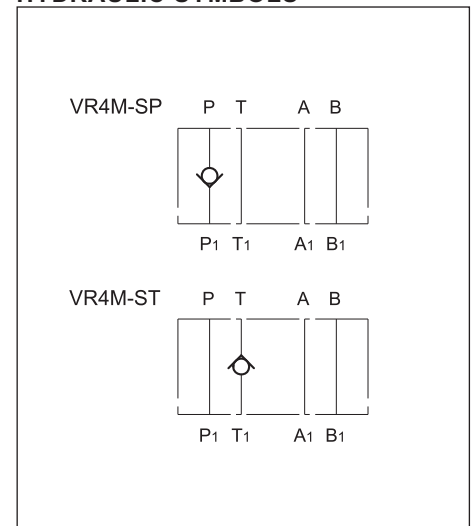 HYDRAULIC SYMBOLS
VR4M-SP P T A B
P1 T1 A1 B1
VR4M-ST P T A B
P1 T1 A1 B1